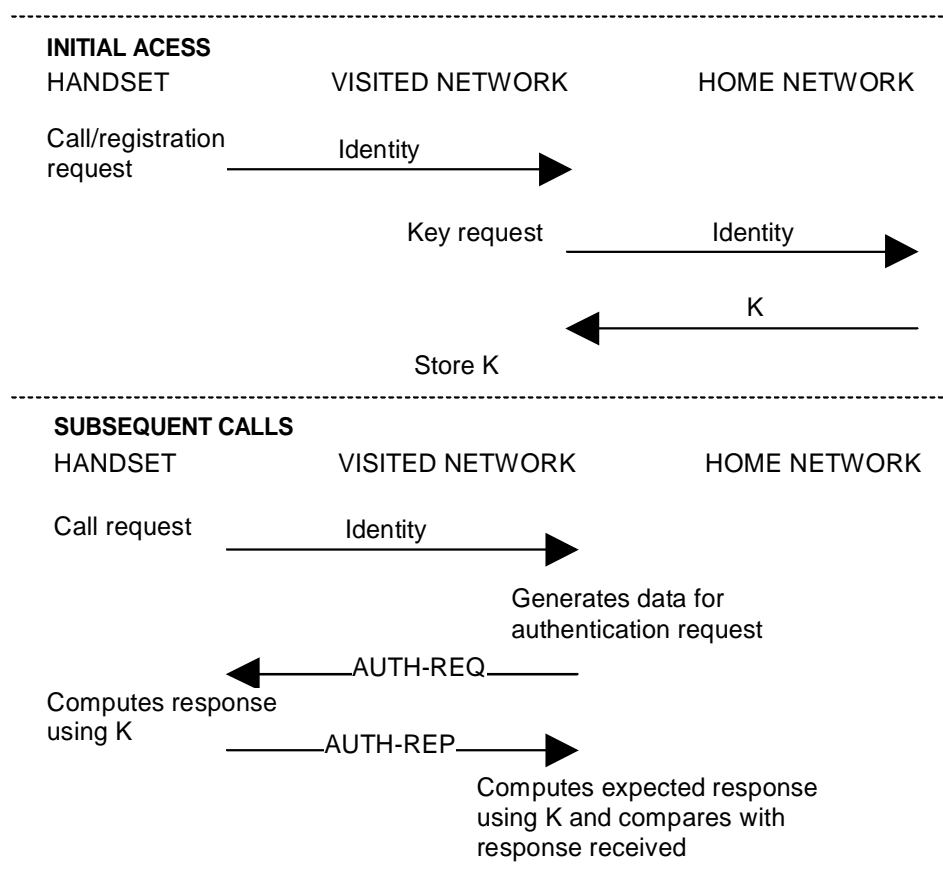 INITIAL ACESS
HANDSET VISITED NETWORK HOME NETWORK
Call/registration
request
Identity
Key request Identity
K
Store K
SUBSEQUENT CALLS
HANDSET VISITED NETWORK HOME NETWORK
Call request Identity
Generates data for
authentication request
AUTH-REQ
Computes response
using K
AUTH-REP
Computes expected response
using K and compares with
response received